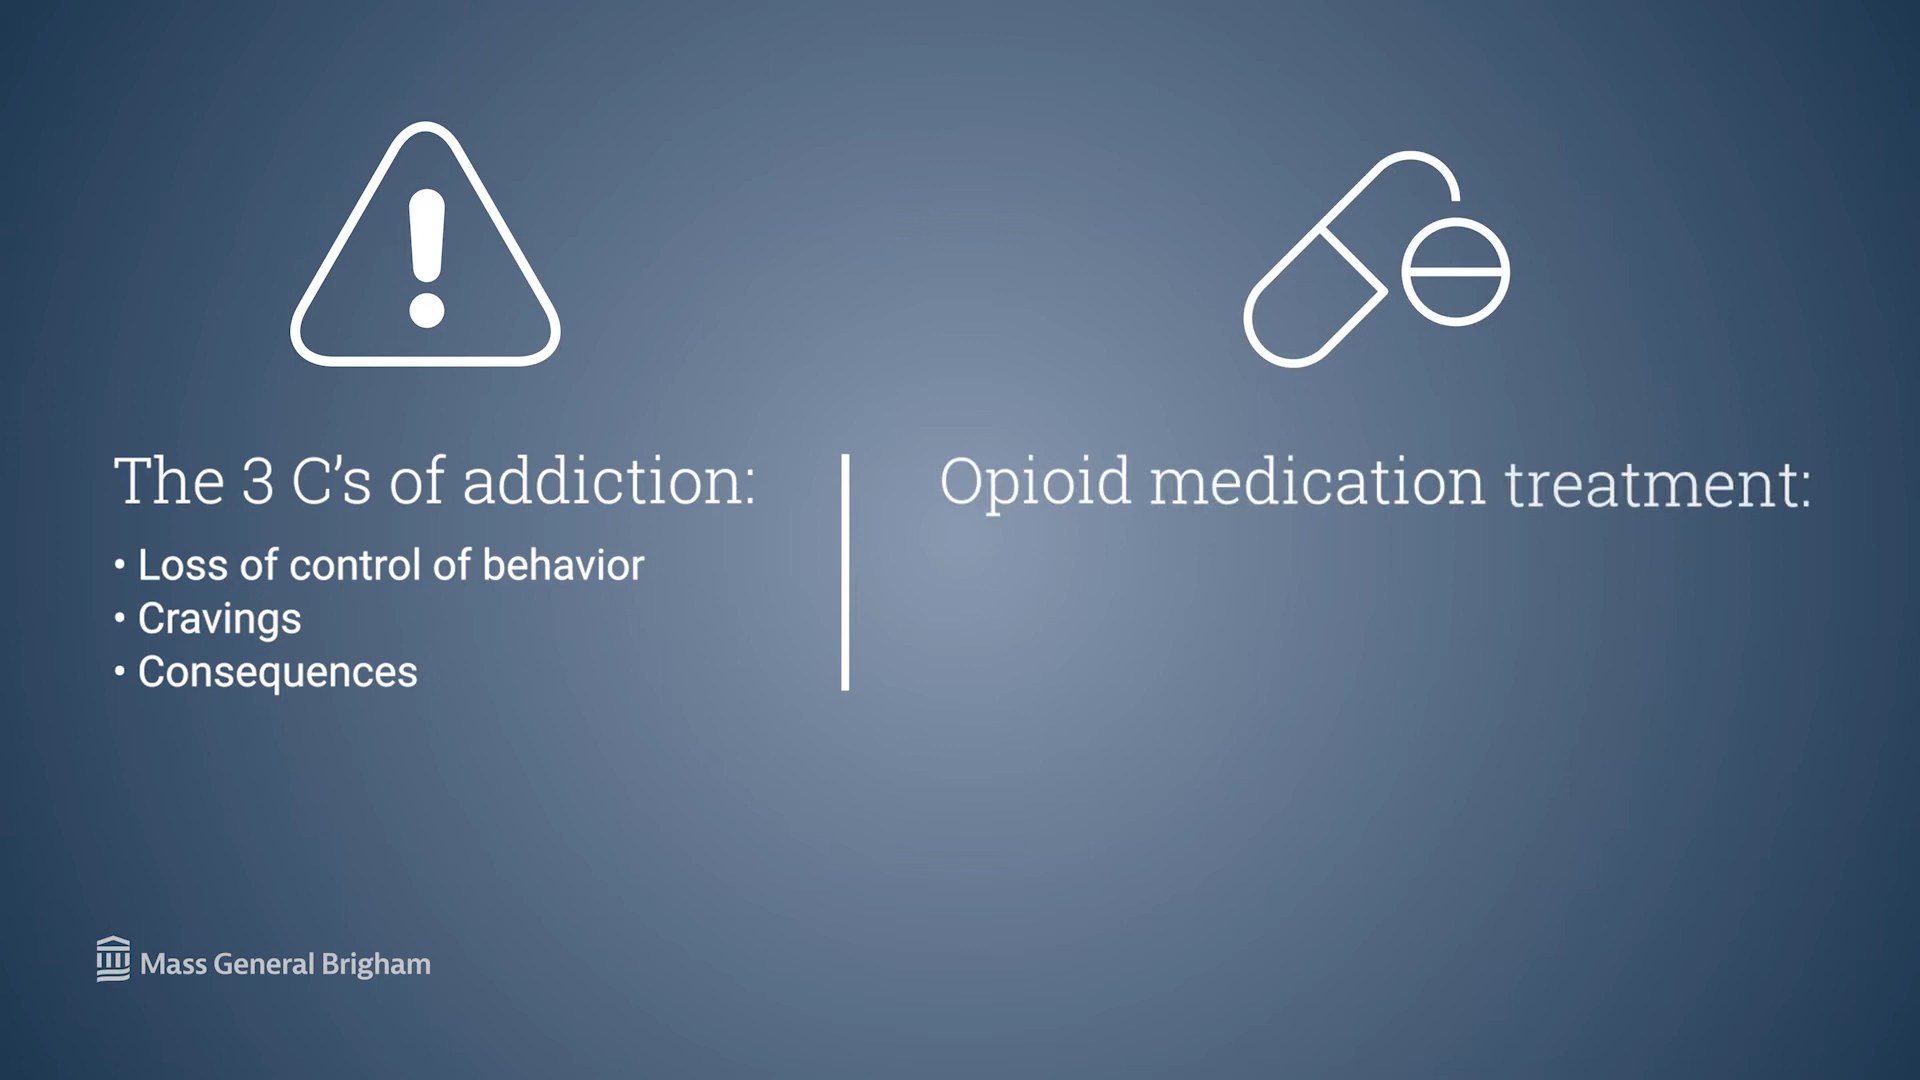 The 3 C’s of addiction:
• Loss of control of behavior
• Cravings
• Consequences
Opioid medication treatment:
Mass General Brigham